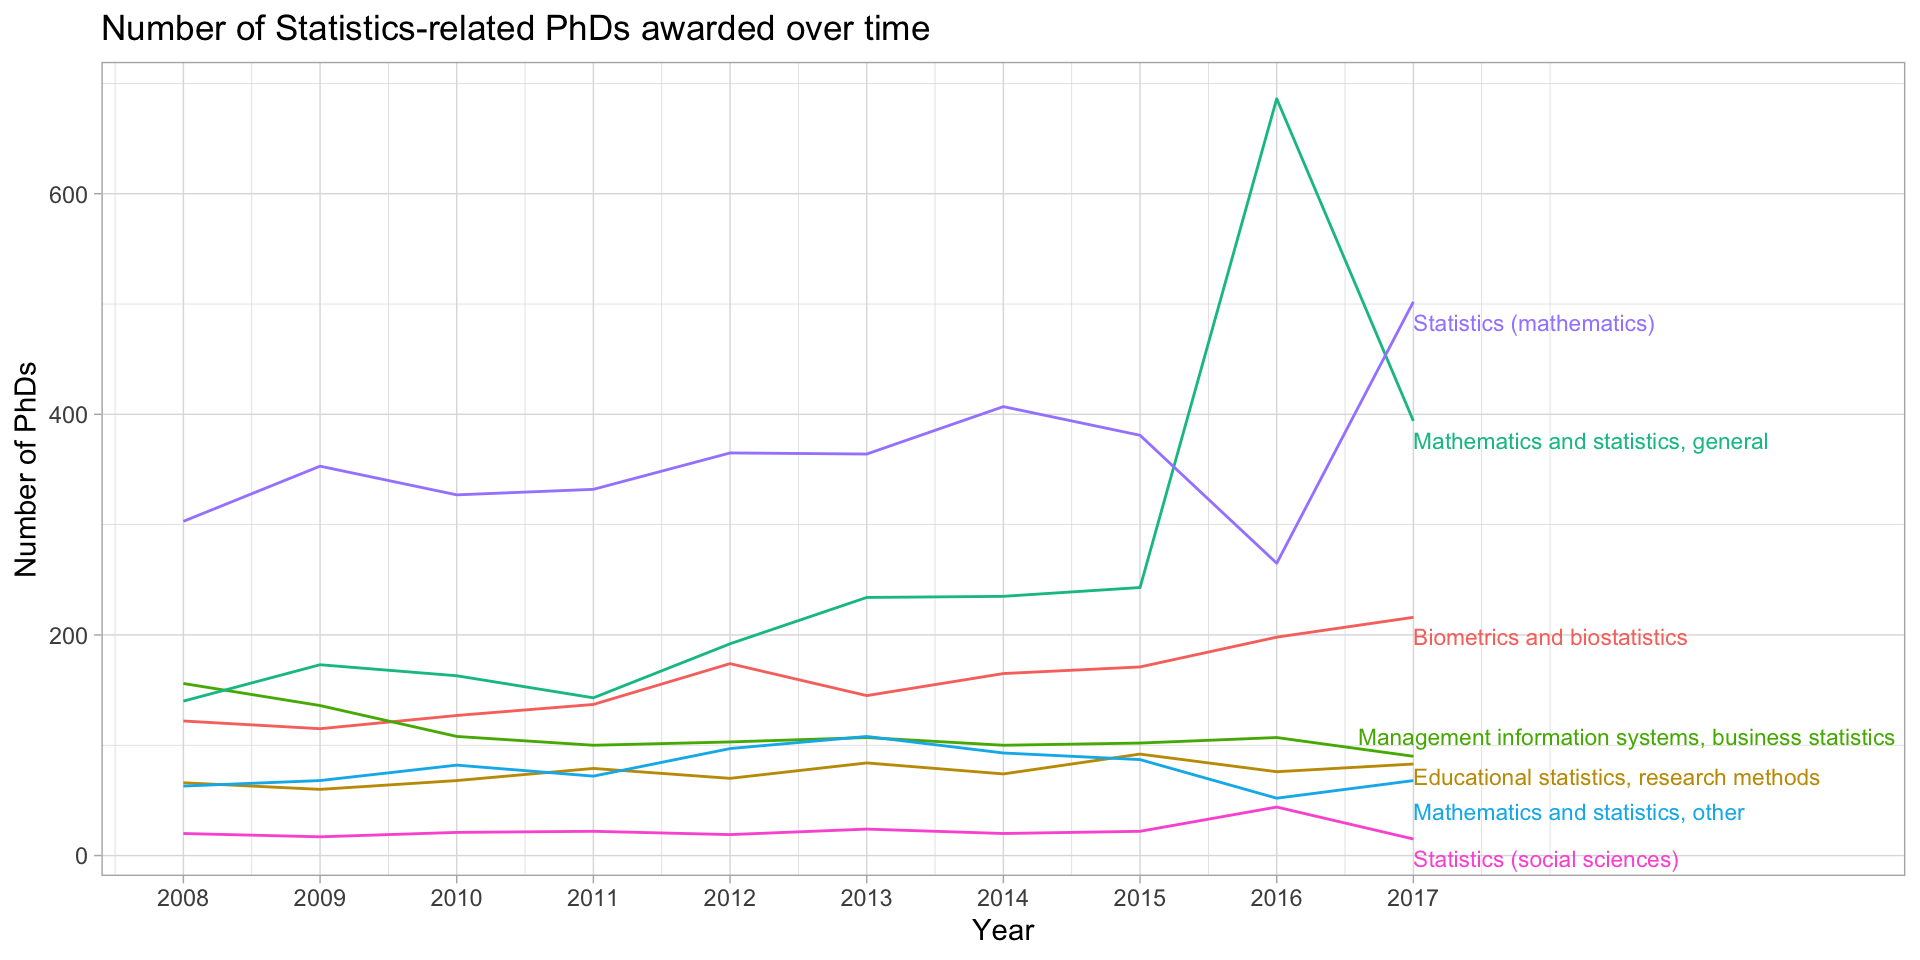 Number of Statistics-related PhDs awarded over time
Number of PhDs
600
400
200
0
Statistics (mathematics)
Mathematics and statistics, general
Biometrics and biostatistics
Management information systems, business statistics
Educational statistics, research methods
Mathematics and statistics, other
Statistics (social sciences)
2008 2009 2010 2011 2012 2013 2014 2015 2016 2017
Year